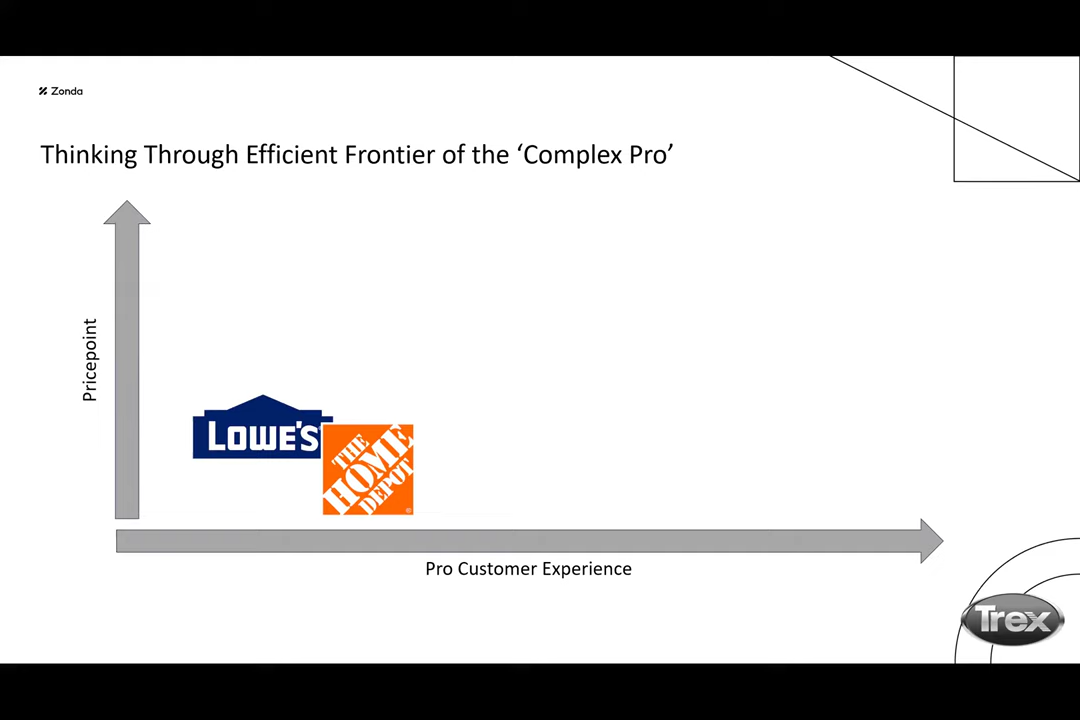 Zonda
Thinking Through Efficient Frontier of the ‘Complex Pro’
Pricepoint
LOWE'S
THE
HOME
DEPOT
Pro Customer Experience
Trex